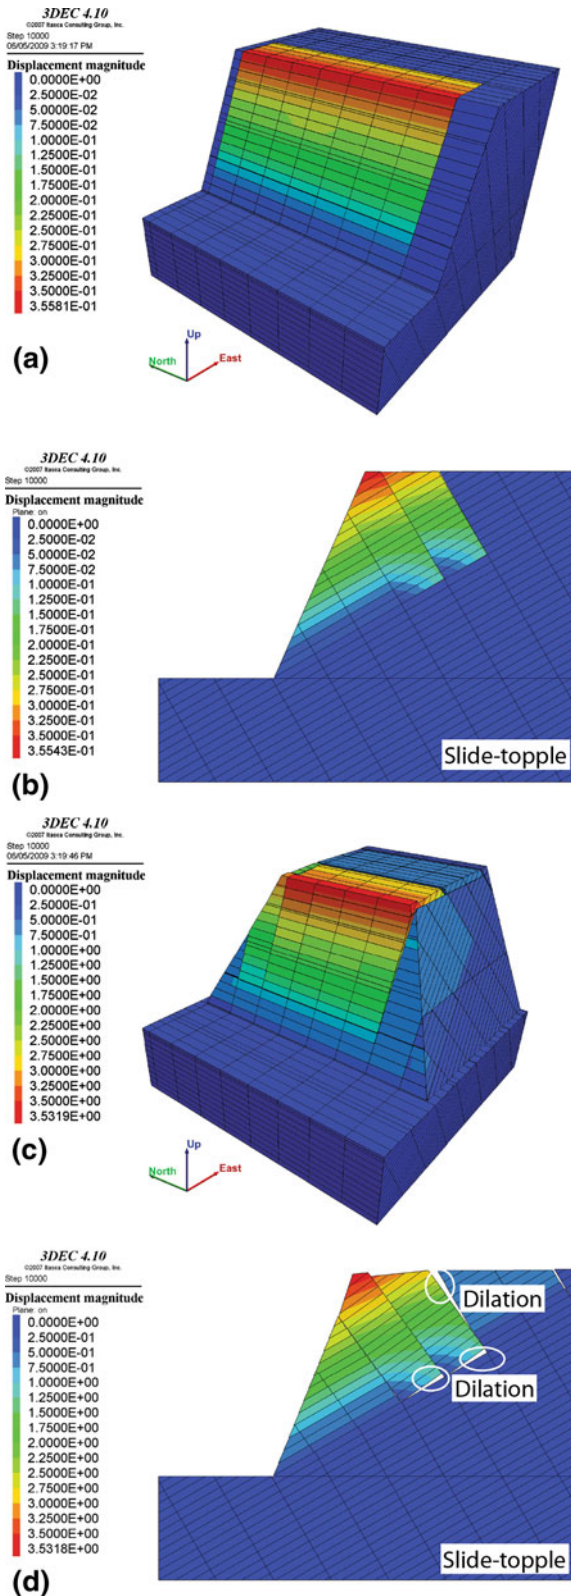 3DEC 4.10
©2007 Itasca Consulting Group, Inc.
Step 10000
05/05/2009 3:19:17 PM
Displacement magnitude
0.0000E+00
2.5000E-02
5.0000E-02
7.5000E-02
1.0000E-01
1.2500E-01
1.5000E-01
1.7500E-01
2.0000E-01
2.2500E-01
2.5000E-01
2.7500E-01
3.0000E-01
3.2500E-01
3.5000E-01
3.5581E-01
Up
North
East
(a)
3DEC 4.10
©2007 Itasca Consulting Group, Inc.
Step 10000
Displacement magnitude
Plane: on
0.0000E+00
2.5000E-02
5.0000E-02
7.5000E-02
1.0000E-01
1.2500E-01
1.5000E-01
1.7500E-01
2.0000E-01
2.2500E-01
2.5000E-01
2.7500E-01
3.0000E-01
3.2500E-01
3.5000E-01
3.5543E-01
Slide-topple
(b)
3DEC 4.10
©2007 Itasca Consulting Group, Inc.
Step 10000
05/05/2009 3:19:46 PM
Displacement magnitude
0.0000E+00
2.5000E-01
5.0000E-01
7.5000E-01
1.0000E+00
1.2500E+00
1.5000E+00
1.7500E+00
2.0000E+00
2.2500E+00
2.5000E+00
2.7500E+00
3.0000E+00
3.2500E+00
3.5000E+00
3.5319E+00
Up
North
East
(c)
3DEC 4.10
©2007 Itasca Consulting Group, Inc.
Step 10000
Displacement magnitude
Plane: on
0.0000E+00
2.5000E-01
5.0000E-01
7.5000E-01
1.0000E+00
1.2500E+00
1.5000E+00
1.7500E+00
2.0000E+00
2.2500E+00
2.5000E+00
2.7500E+00
3.0000E+00
3.2500E+00
3.5000E+00
3.5318E+00
Dilation
Dilation
Slide-topple
(d)